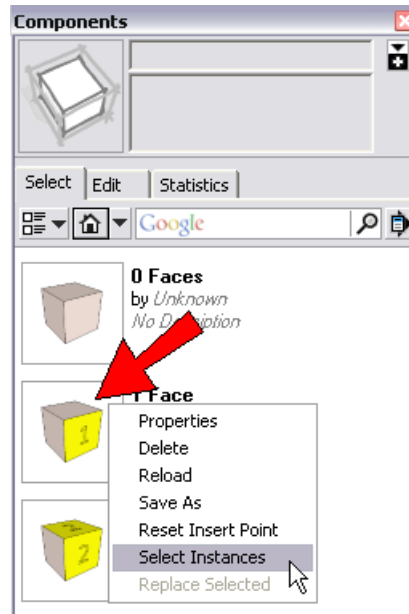 Components
Select Edit Statistics
Google
0 Faces
by Unknown
No
1 Face
1
Properties
Delete
Reload
Save As
Reset Insert Point
Select Instances
Replace Selected
2
2